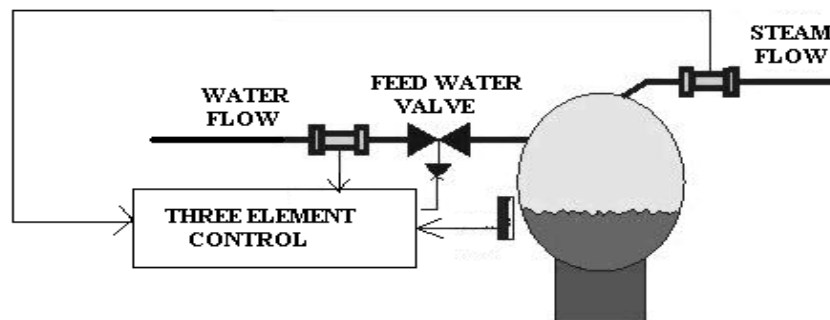 STEAM
FLOW
FEED WATER
VALVE
WATER
FLOW
THREE ELEMENT
CONTROL